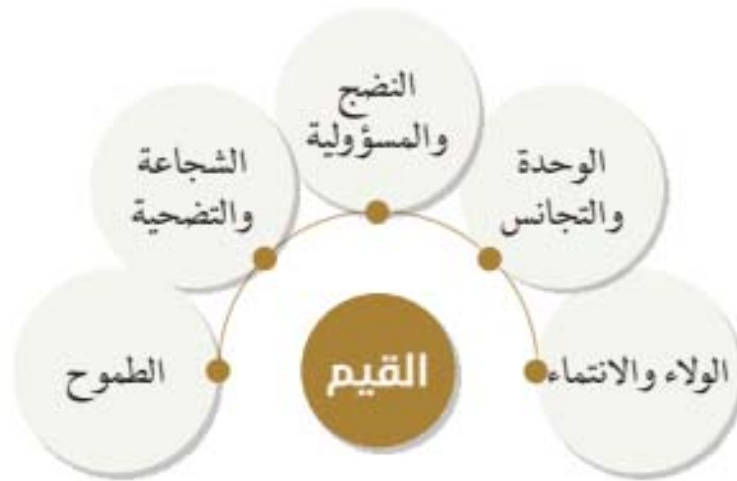 الولاء والانتماء
الوحدة
والتجانس
النضج
والمسؤولية
الشجاعة
والتضحية
الطموح
القيم